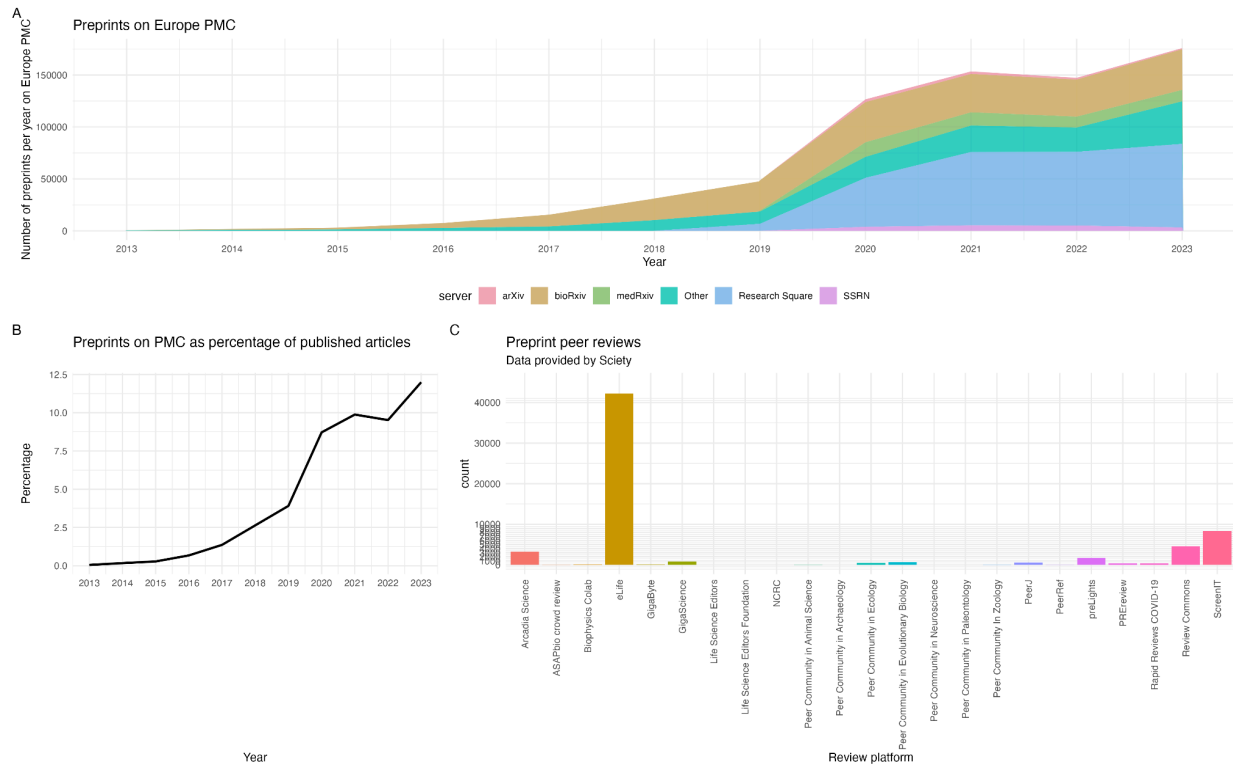 A
Preprints on Europe PMC
Number of preprints per year on Europe PMC
150000
100000
50000
0
2013 2014 2015 2016 2017 2018 2019 2020 2021 2022 2023
Year
server arXiv bioRxiv medRxiv Other Research Square SSRN
B
Preprints on PMC as percentage of published articles
Percentage
12.5
10.0
7.5
5.0
2.5
0.0
2013 2014 2015 2016 2017 2018 2019 2020 2021 2022 2023
Year
C
Preprint peer reviews
Data provided by Sciety
count
40000
30000
20000
10000
0
Arcadia Science
ASAPbio crowd review
Biophysics Colab
eLife
GigaByte
GigaScience
Life Science Editors
Life Science Editors Foundation
NCRC
Peer Community in Animal Science
Peer Community in Archaeology
Peer Community in Ecology
Peer Community in Evolutionary Biology
Peer Community in Neuroscience
Peer Community in Paleontology
Peer Community In Zoology
PeerJ
PeerRef
preLights
PREreview
Rapid Reviews COVID-19
Review Commons
ScreenIT
Review platform